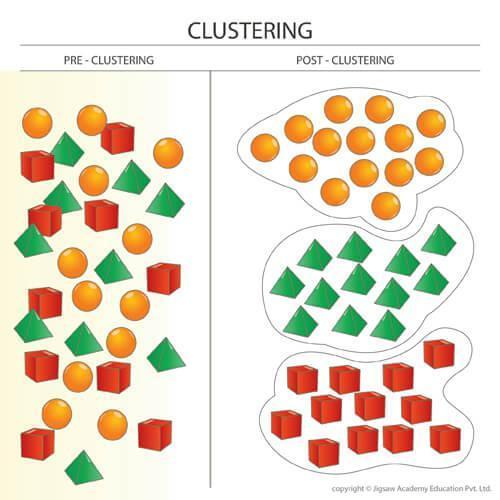 CLUSTERING
PRE - CLUSTERING
POST - CLUSTERING
copyright © Jigsaw Academy Education Pvt. Ltd.